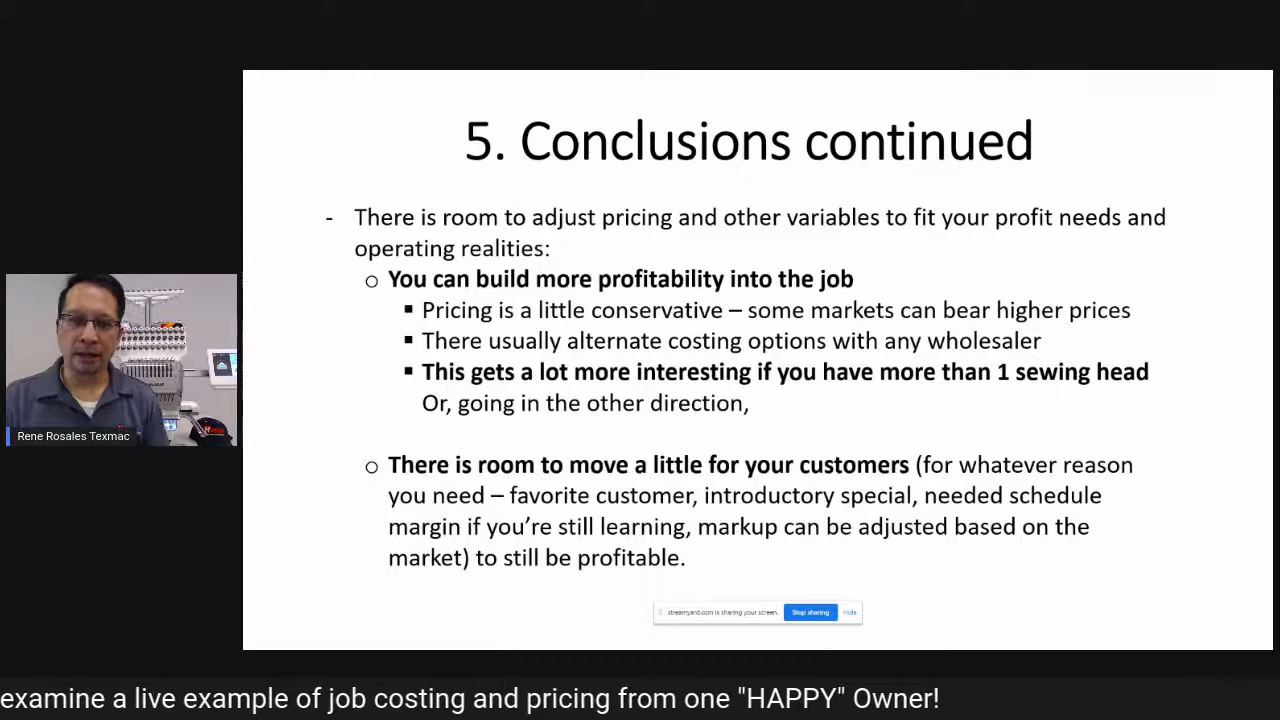 5. Conclusions continued
- There is room to adjust pricing and other variables to fit your profit needs and
operating realities:
o You can build more profitability into the job
▪ Pricing is a little conservative – some markets can bear higher prices
▪ There usually alternate costing options with any wholesaler
▪ This gets a lot more interesting if you have more than 1 sewing head
Or, going in the other direction,
o There is room to move a little for your customers (for whatever reason
you need – favorite customer, introductory special, needed schedule
margin if you're still learning, markup can be adjusted based on the
market) to still be profitable.
Rene Rosales Texmac
streamyard.com is sharing your screen. Stop sharing Hide
examine a live example of job costing and pricing from one "HAPPY" Owner!